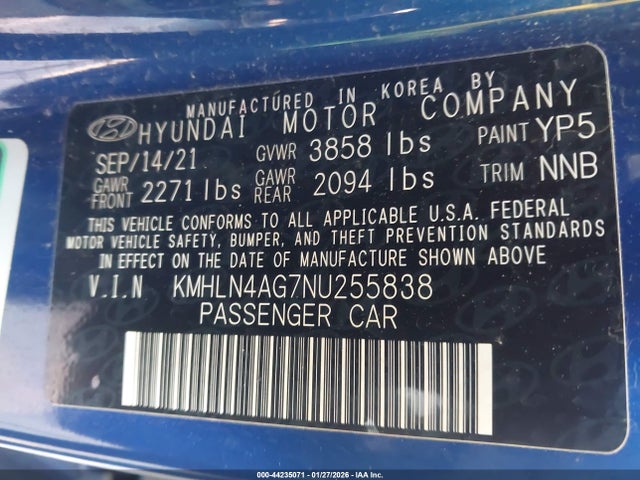 MANUFACTURED IN KOREA BY
HYUNDAI MOTOR COMPANY
SEP/14/21 GVWR 3858 lbs PAINT YP5
GAWR FRONT 2271 lbs GAWR REAR 2094 lbs TRIM NNB
THIS VEHICLE CONFORMS TO ALL APPLICABLE U.S.A. FEDERAL
MOTOR VEHICLE SAFETY, BUMPER, AND THEFT PREVENTION STANDARDS
IN EFFECT ON THE DATE OF MANUFACTURE SHOWN ABOVE
V.I.N KMHLN4AG7NU255838
PASSENGER CAR
000-44235071 - 01/27/2026 - IAA Inc.